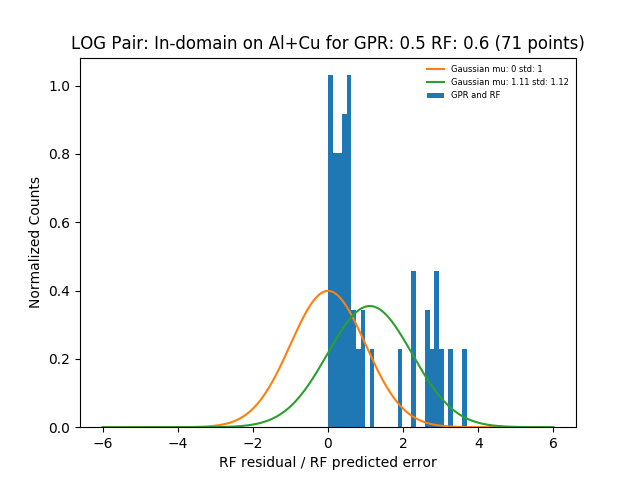 LOG Pair: In-domain on Al+Cu for GPR: 0.5 RF: 0.6 (71 points)
Gaussian mu: 0 std: 1
Gaussian mu: 1.11 std: 1.12
GPR and RF
Normalized Counts
1.0
0.8
0.6
0.4
0.2
0.0
−6 −4 −2 0 2 4 6
RF residual / RF predicted error